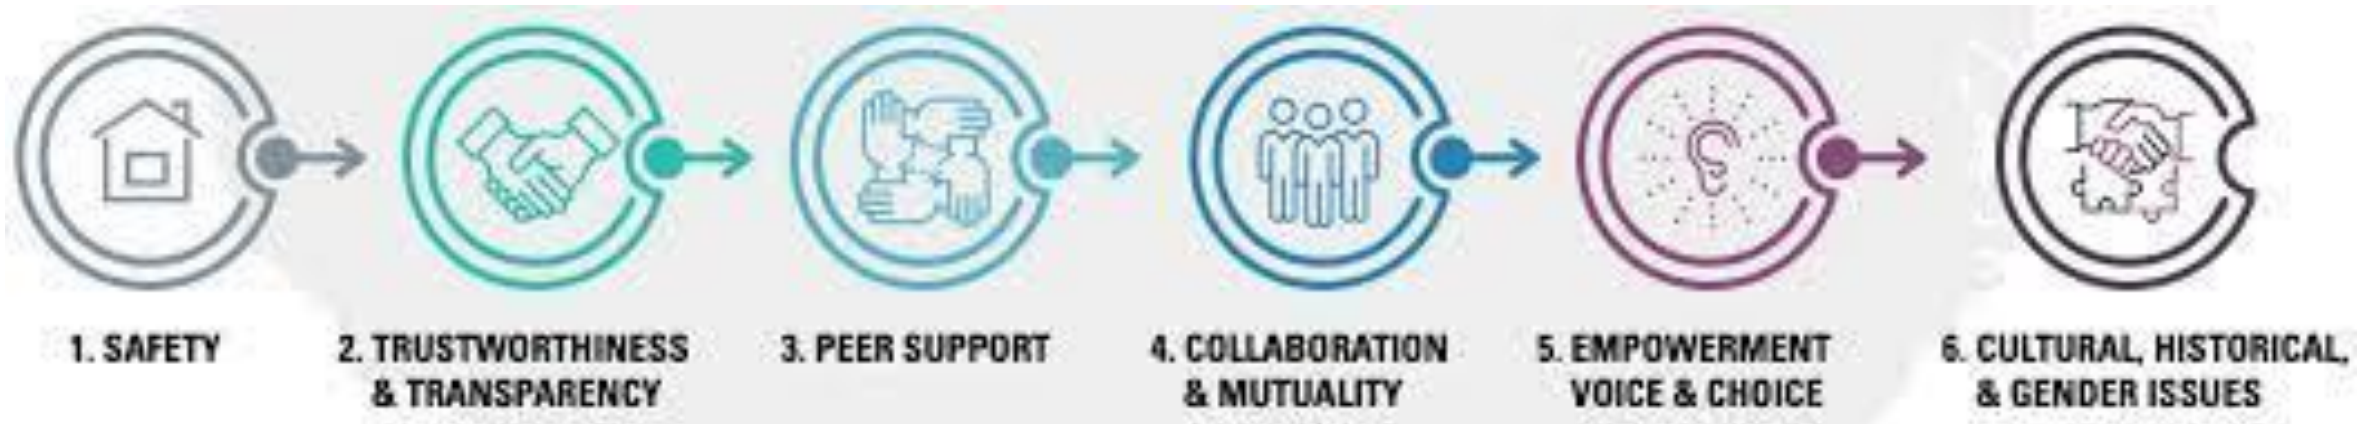 1. SAFETY
2. TRUSTWORTHINESS
& TRANSPARENCY
3. PEER SUPPORT
4. COLLABORATION
& MUTUALITY
5. EMPOWERMENT
VOICE & CHOICE
6. CULTURAL, HISTORICAL,
& GENDER ISSUES